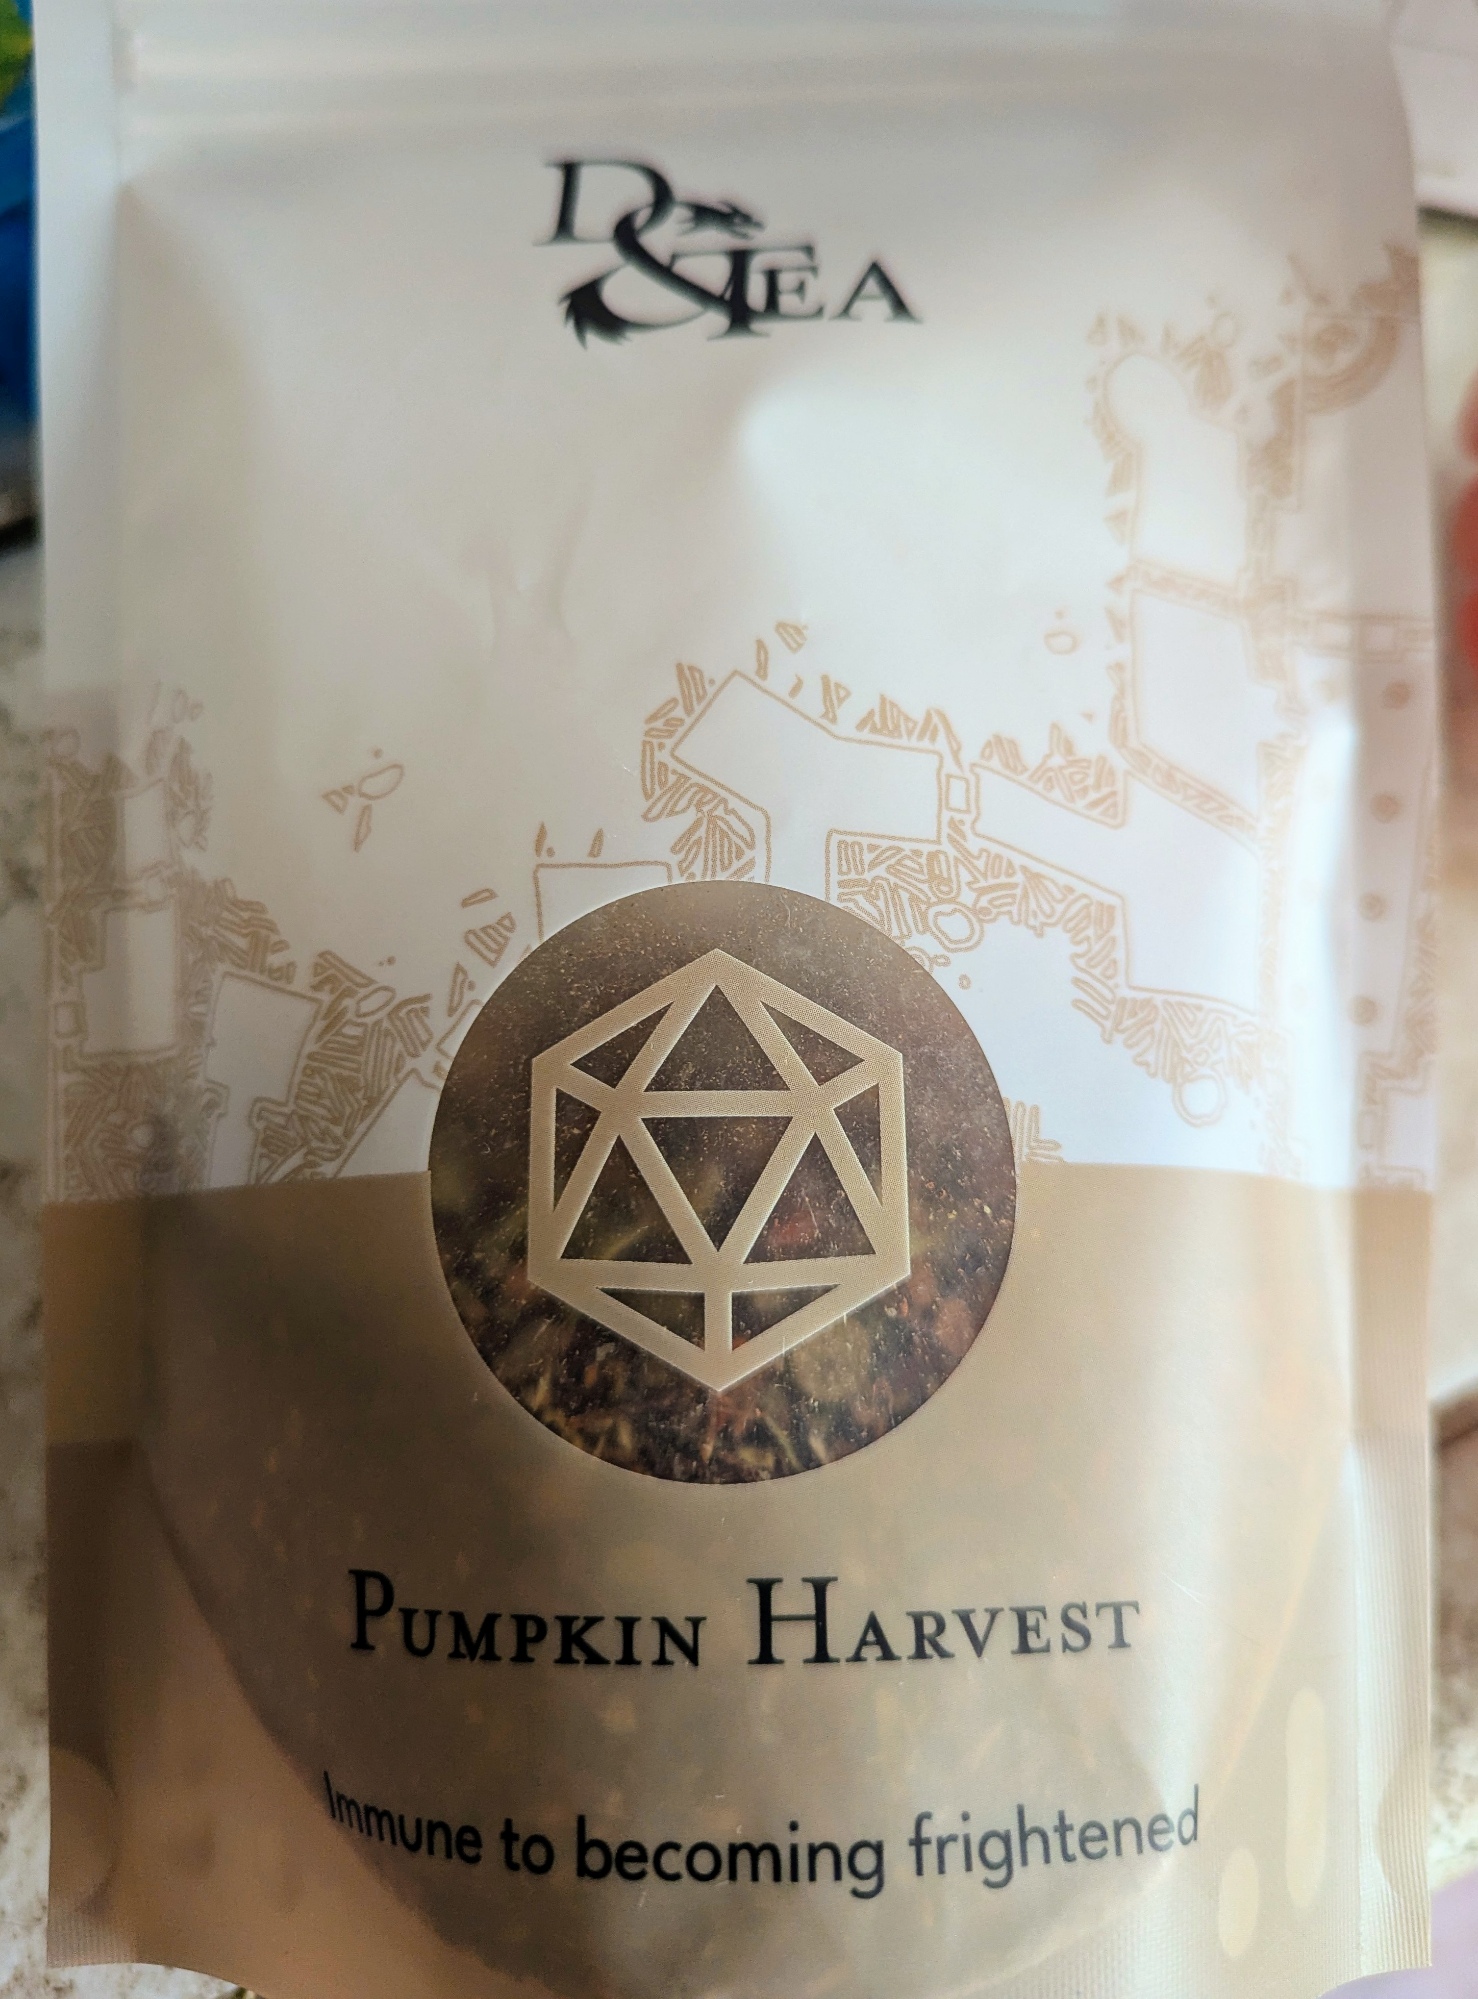 D&TEA
PUMPKIN HARVEST
Immune to becoming frightened